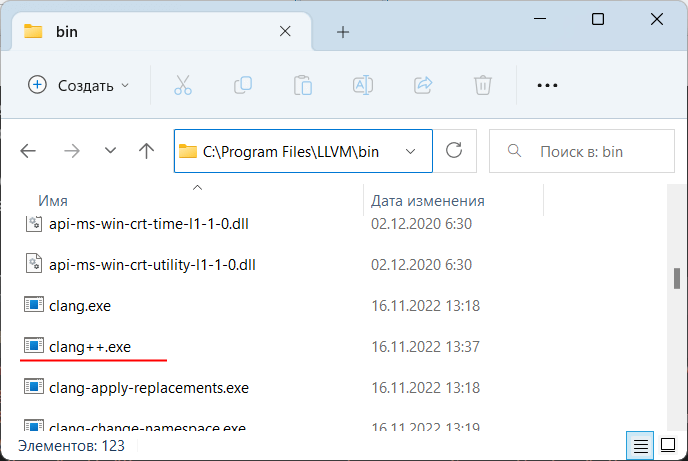 bin
Создать
C:\Program Files\LLVM\bin
Поиск в: bin
Имя Дата изменения
api-ms-win-crt-time-l1-1-0.dll 02.12.2020 6:30
api-ms-win-crt-utility-l1-1-0.dll 02.12.2020 6:30
clang.exe 16.11.2022 13:18
clang++.exe 16.11.2022 13:37
clang-apply-replacements.exe 16.11.2022 13:18
clang-change-namespace.exe 16.11.2022 13:19
Элементов: 123